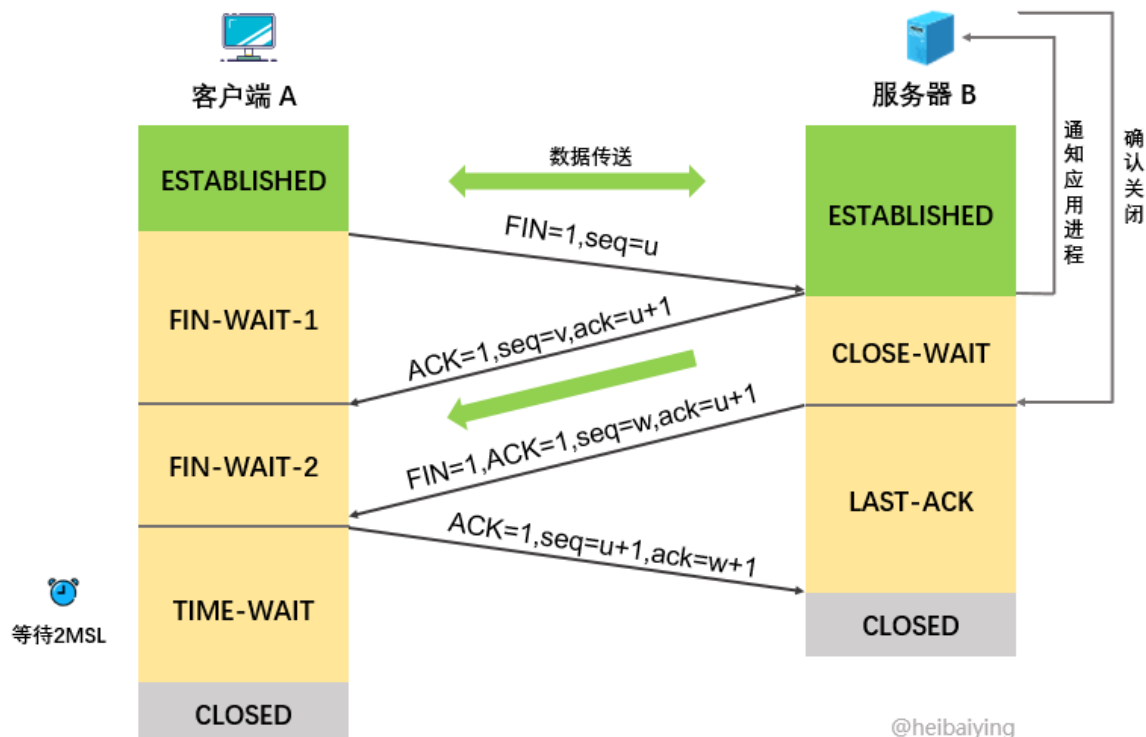 客户端 A
服务器 B
数据传送
ESTABLISHED
ESTABLISHED
通知应用进程
确认关闭
FIN=1,seq=u
FIN-WAIT-1
ACK=1,seq=v,ack=u+1
CLOSE-WAIT
FIN-WAIT-2
FIN=1,ACK=1,seq=w,ack=u+1
LAST-ACK
ACK=1,seq=u+1,ack=w+1
TIME-WAIT
等待2MSL
CLOSED
CLOSED
@heibaiying